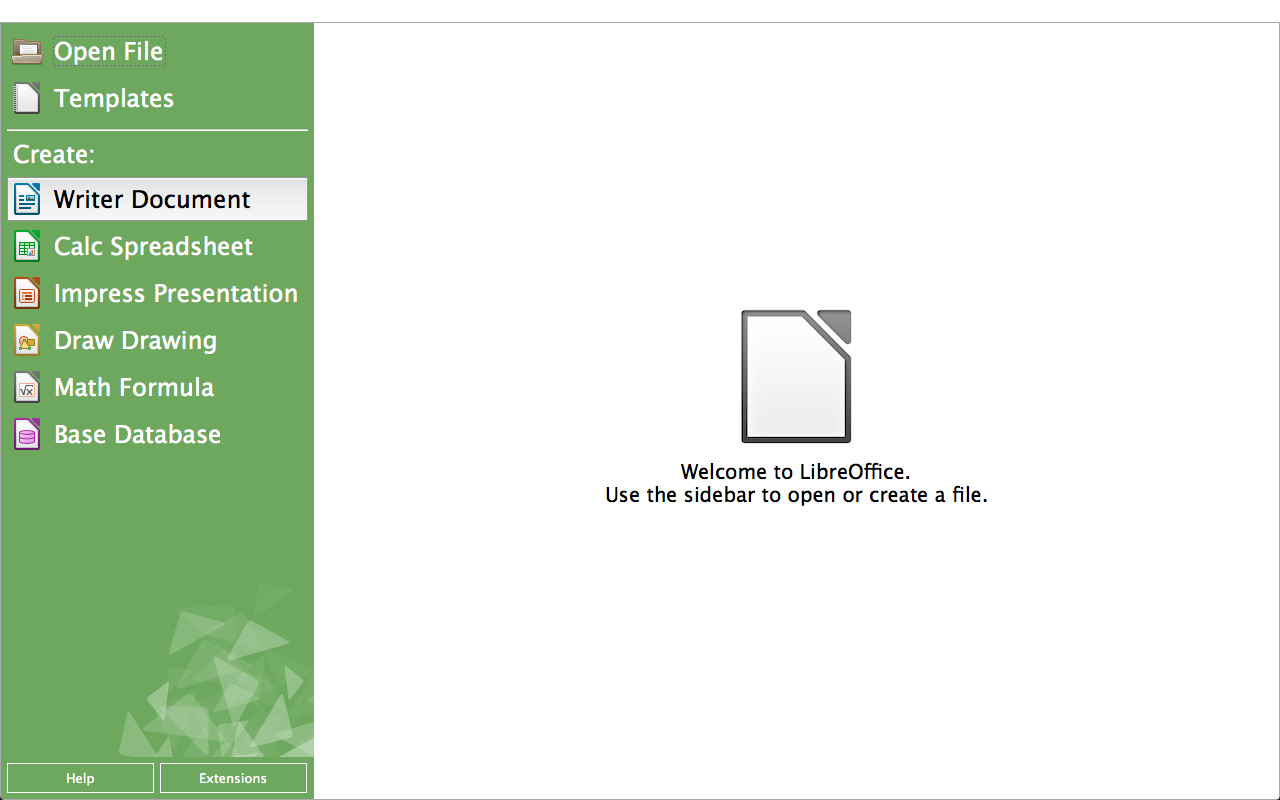 Open File
Templates
Create:
Writer Document
Calc Spreadsheet
Impress Presentation
Draw Drawing
Math Formula
Base Database
Help
Extensions
Welcome to LibreOffice.
Use the sidebar to open or create a file.